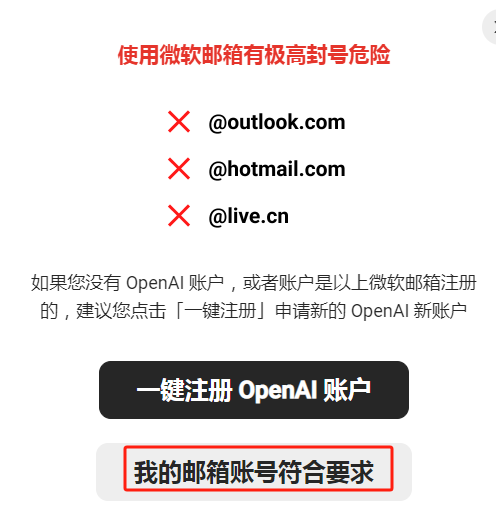 使用微软邮箱有极高封号危险
@outlook.com
@hotmail.com
@live.cn
如果您没有 OpenAI 账户，或者账户是以上微软邮箱注册
的，建议您点击「一键注册」申请新的 OpenAI 新账户
一键注册 OpenAI 账户
我的邮箱账号符合要求